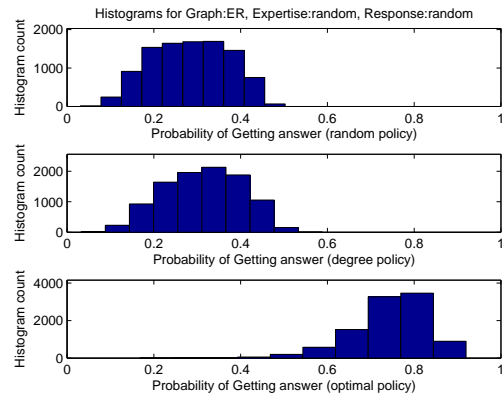 Histograms for Graph:ER, Expertise:random, Response:random
Histogram count
2000
1000
0
0 0.2 0.4 0.6 0.8 1
Probability of Getting answer (random policy)
Histogram count
2000
1000
0
0 0.2 0.4 0.6 0.8 1
Probability of Getting answer (degree policy)
Histogram count
4000
2000
0
0 0.2 0.4 0.6 0.8 1
Probability of Getting answer (optimal policy)